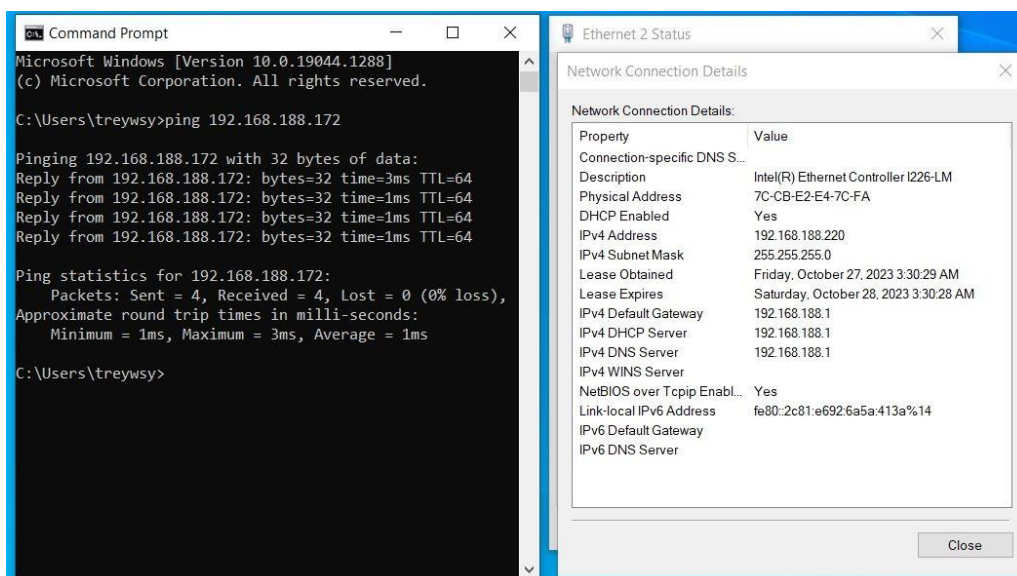 Command Prompt
Microsoft Windows [Version 10.0.19044.1288]
(c) Microsoft Corporation. All rights reserved.
C:\Users\treywsy>ping 192.168.188.172
Pinging 192.168.188.172 with 32 bytes of data:
Reply from 192.168.188.172: bytes=32 time=3ms TTL=64
Reply from 192.168.188.172: bytes=32 time=1ms TTL=64
Reply from 192.168.188.172: bytes=32 time=1ms TTL=64
Reply from 192.168.188.172: bytes=32 time=1ms TTL=64
Ping statistics for 192.168.188.172:
Packets: Sent = 4, Received = 4, Lost = 0 (0% loss),
Approximate round trip times in milli-seconds:
Minimum = 1ms, Maximum = 3ms, Average = 1ms
C:\Users\treywsy>
Ethernet 2 Status
Network Connection Details
Network Connection Details:
Property Value
Connection-specific DNS S...
Description Intel(R) Ethernet Controller I226-LM
Physical Address 7C-CB-E2-E4-7C-FA
DHCP Enabled Yes
IPv4 Address 192.168.188.220
IPv4 Subnet Mask 255.255.255.0
Lease Obtained Friday, October 27, 2023 3:30:29 AM
Lease Expires Saturday, October 28, 2023 3:30:28 AM
IPv4 Default Gateway 192.168.188.1
IPv4 DHCP Server 192.168.188.1
IPv4 DNS Server 192.168.188.1
IPv4 WINS Server
NetBIOS over Tcpip Enabl... Yes
Link-local IPv6 Address fe80::2c81:e692:6a5a:413a%14
IPv6 Default Gateway
IPv6 DNS Server
Close